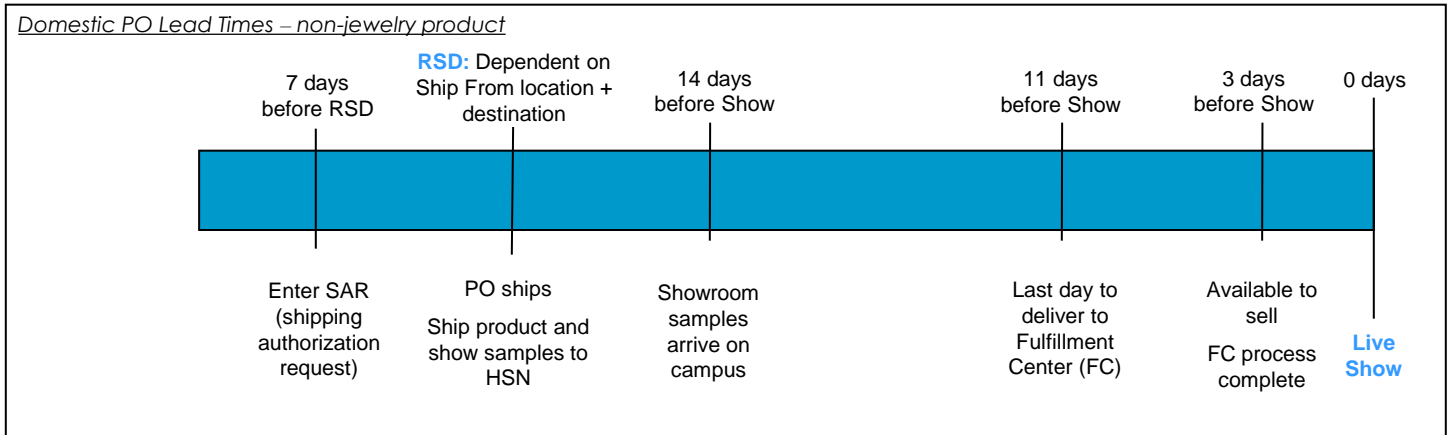 Domestic PO Lead Times – non-jewelry product
7 days
before RSD
RSD: Dependent on
Ship From location +
destination
14 days
before Show
11 days
before Show
3 days
before Show
0 days
Enter SAR
(shipping
authorization
request)
PO ships
Ship product and
show samples to
HSN
Showroom
samples
arrive on
campus
Last day to
deliver to
Fulfillment
Center (FC)
Available to
sell
FC process
complete
Live
Show